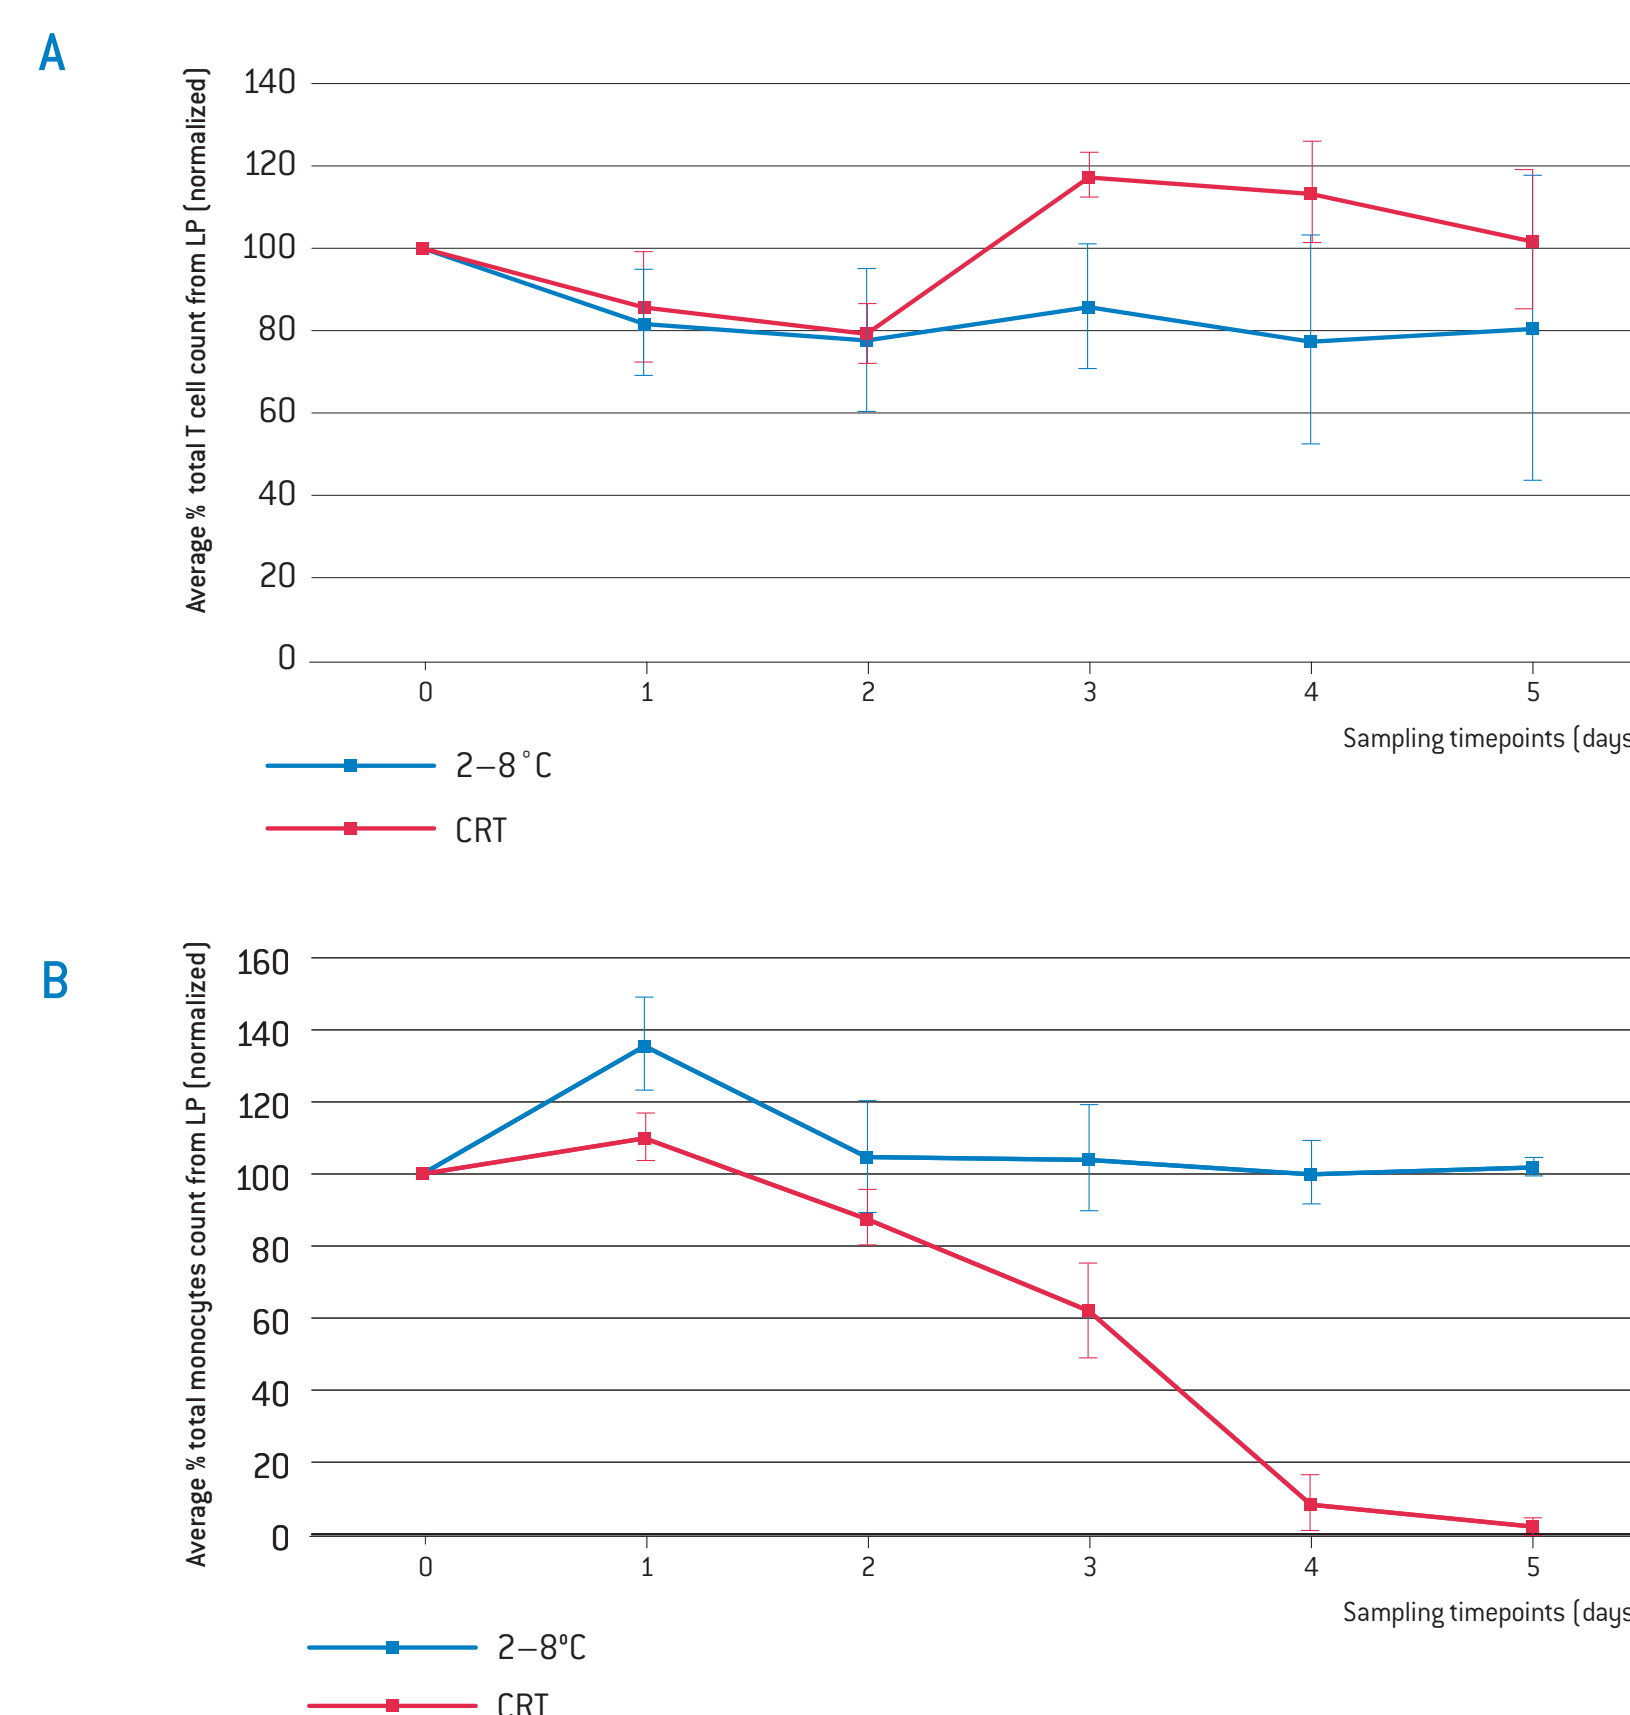 A
Average % total T cell count from LP (normalized)
140
120
100
80
60
40
20
0
0 1 2 3 4 5
Sampling timepoints (days
2–8˚C
CRT
B
Average % total monocytes count from LP (normalized)
160
140
120
100
80
60
40
20
0
0 1 2 3 4 5
Sampling timepoints (days
2–8ºC
CRT